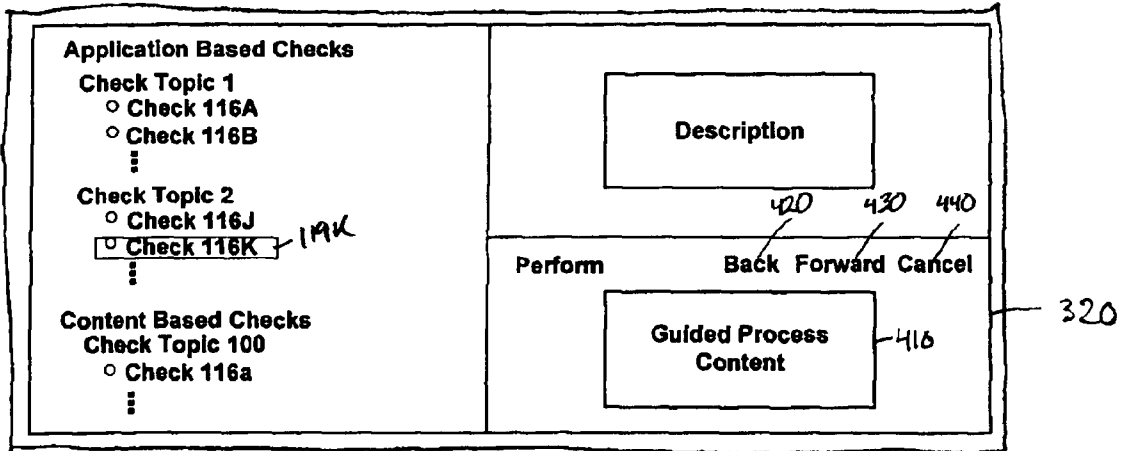 Application Based Checks
Check Topic 1
Check 116A
Check 116B
Check Topic 2
Check 116J
Check 116K
119K
Content Based Checks
Check Topic 100
Check 116a
Description
420 430 440
Perform Back Forward Cancel
Guided Process
Content
410
320